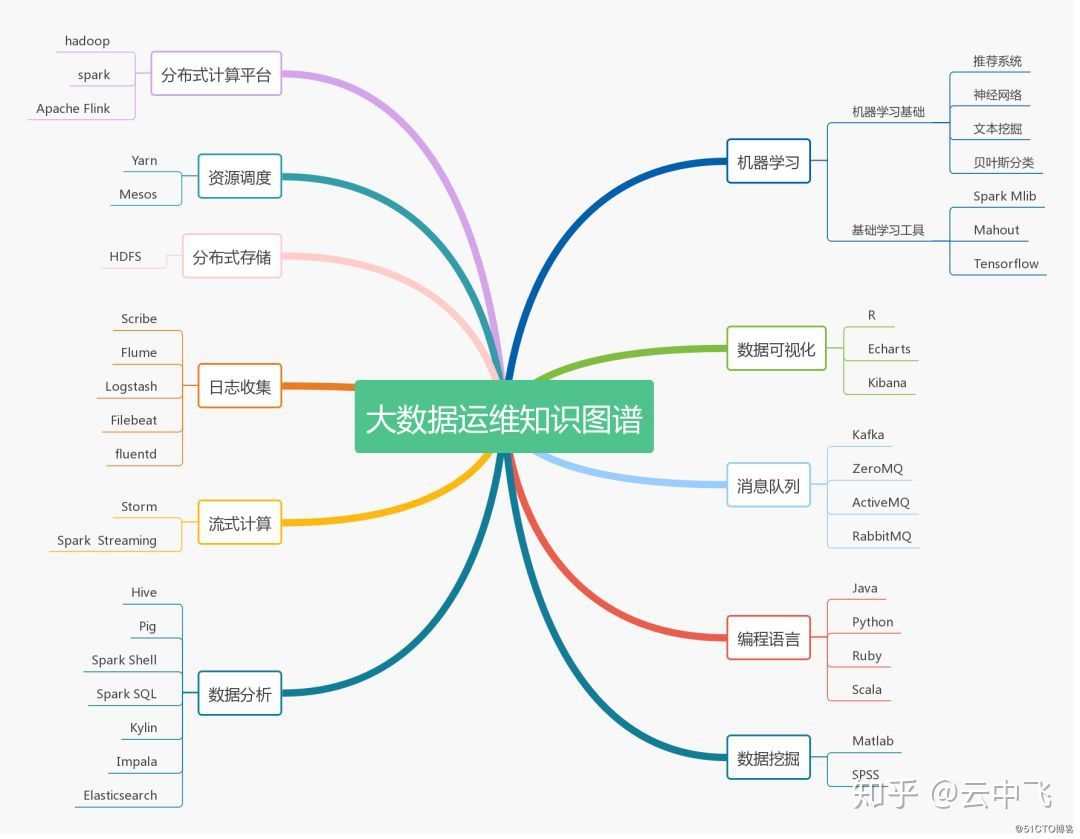 大数据运维知识图谱
分布式计算平台
hadoop
spark
Apache Flink
资源调度
Yarn
Mesos
分布式存储
HDFS
日志收集
Scribe
Flume
Logstash
Filebeat
fluentd
流式计算
Storm
Spark Streaming
数据分析
Hive
Pig
Spark Shell
Spark SQL
Kylin
Impala
Elasticsearch
机器学习
机器学习基础
推荐系统
神经网络
文本挖掘
贝叶斯分类
基础学习工具
Spark Mlib
Mahout
Tensorflow
数据可视化
R
Echarts
Kibana
消息队列
Kafka
ZeroMQ
ActiveMQ
RabbitMQ
编程语言
Java
Python
Ruby
Scala
数据挖掘
Matlab
SPSS
知乎 @云中飞
@51CTO博客